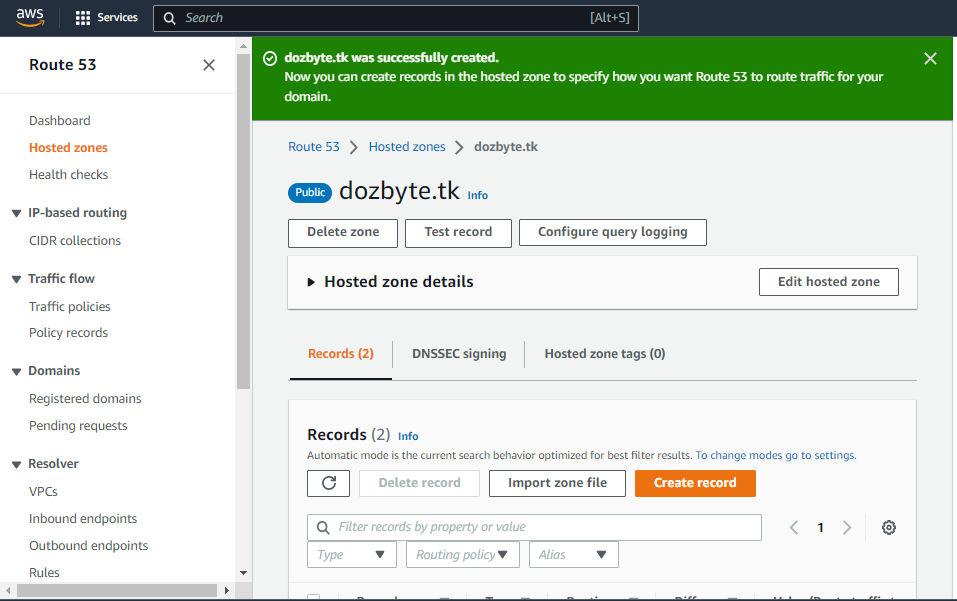 aws
Services
Search
[Alt+S]
Route 53
Dashboard
Hosted zones
Health checks
IP-based routing
CIDR collections
Traffic flow
Traffic policies
Policy records
Domains
Registered domains
Pending requests
Resolver
VPCs
Inbound endpoints
Outbound endpoints
Rules
dozbyte.tk was successfully created.
Now you can create records in the hosted zone to specify how you want Route 53 to route traffic for your
domain.
Route 53
Hosted zones
dozbyte.tk
Public
dozbyte.tk
Info
Delete zone
Test record
Configure query logging
Hosted zone details
Edit hosted zone
Records (2)
DNSSEC signing
Hosted zone tags (0)
Records (2)
Info
Automatic mode is the current search behavior optimized for best filter results. To change modes go to settings.
Delete record
Import zone file
Create record
Filter records by property or value
1
Type
Routing policy
Alias